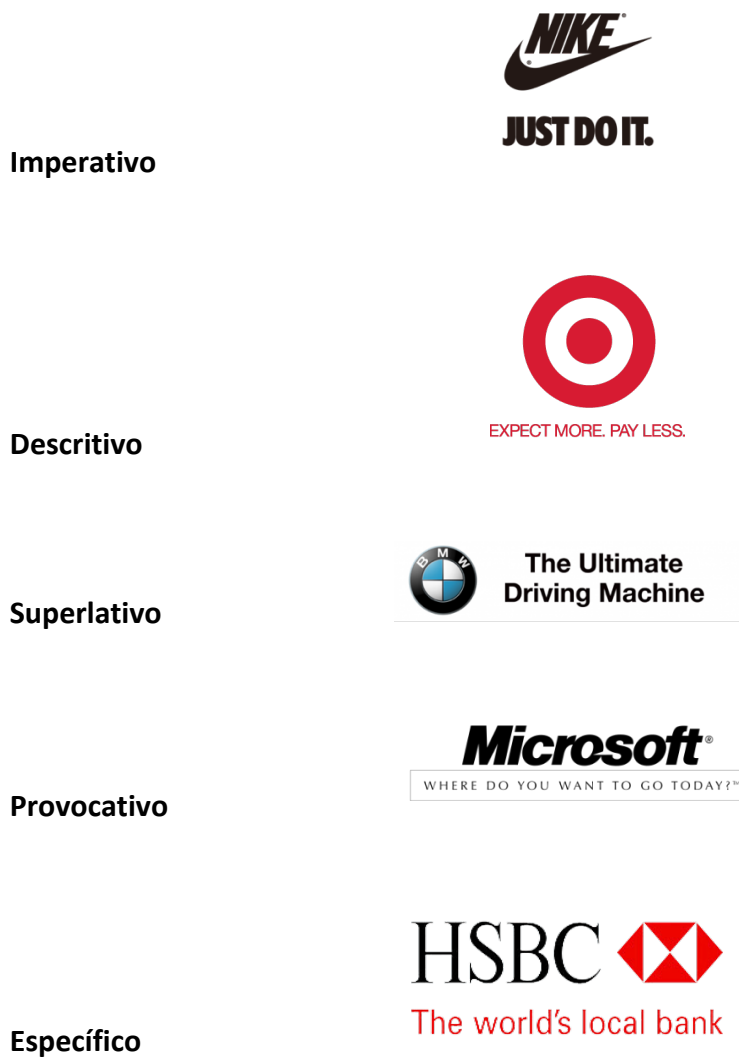 NIKE®
JUST DO IT.
Imperativo
EXPECT MORE. PAY LESS.
Descritivo
BMW
The Ultimate
Driving Machine
Superlativo
Microsoft®
WHERE DO YOU WANT TO GO TODAY?™
Provocativo
HSBC
The world's local bank
Específico